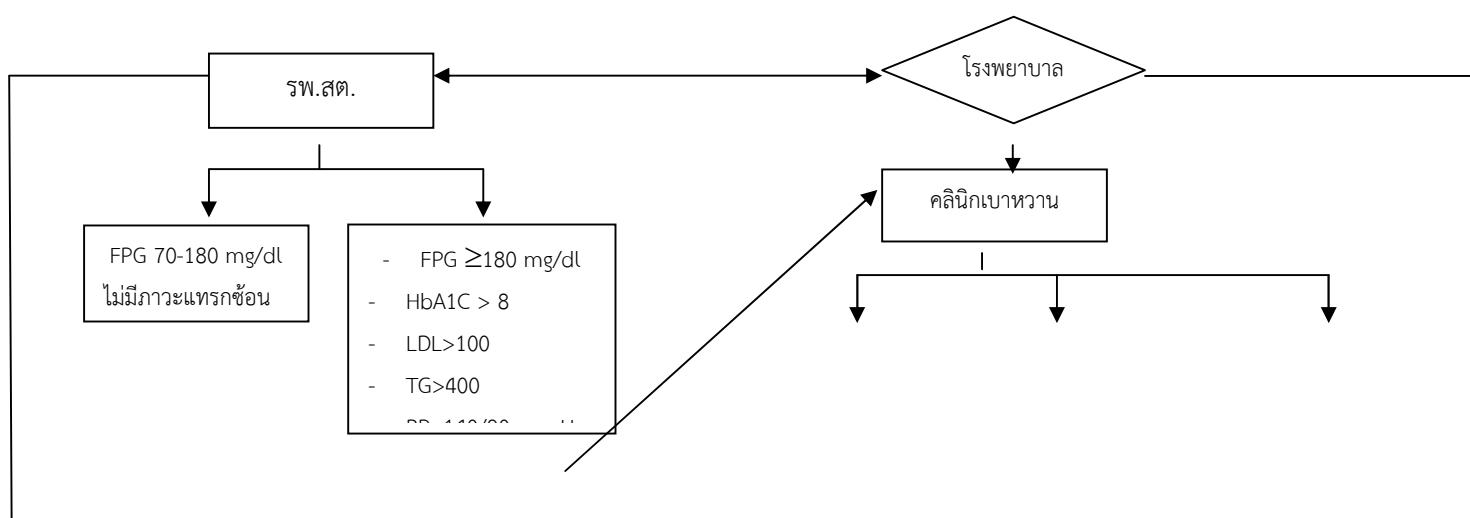 รพ.สต.
โรงพยาบาล
คลินิกเบาหวาน
FPG 70-180 mg/dl
ไม่มีภาวะแทรกซ้อน
- FPG ≥180 mg/dl
- HbA1C > 8
- LDL>100
- TG>400